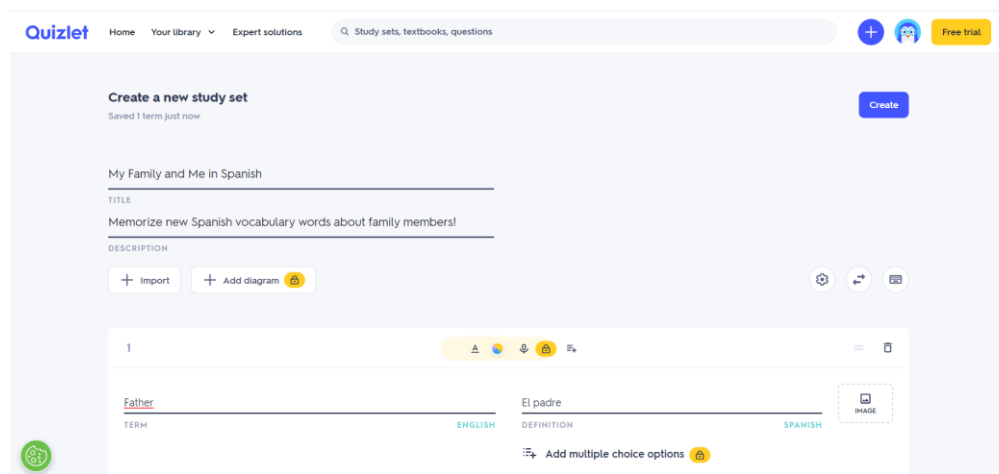 Quizlet Home Your library Expert solutions Study sets, textbooks, questions Free trial
Create a new study set
Create
Saved 1 term just now
My Family and Me in Spanish
TITLE
Memorize new Spanish vocabulary words about family members!
DESCRIPTION
Import Add diagram
1
Father El padre
IMAGE
TERM ENGLISH DEFINITION SPANISH
Add multiple choice options